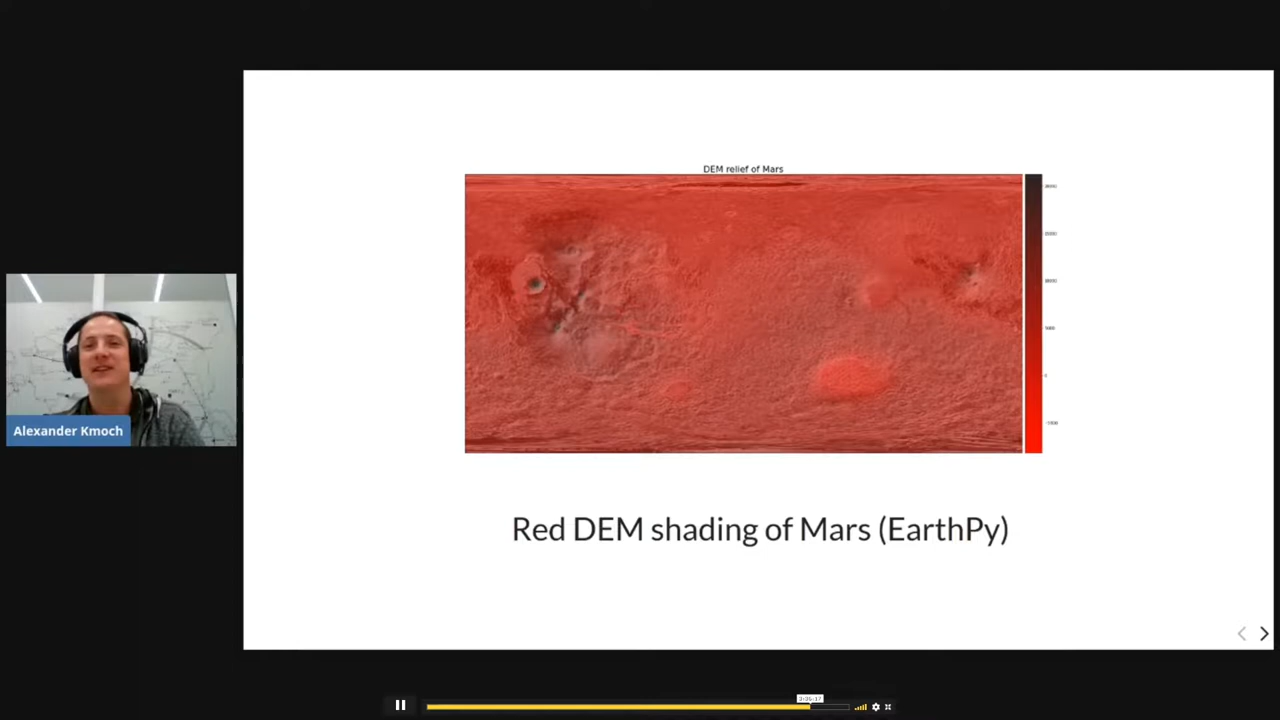 DEM relief of Mars
Alexander Kmoch
Red DEM shading of Mars (EarthPy)